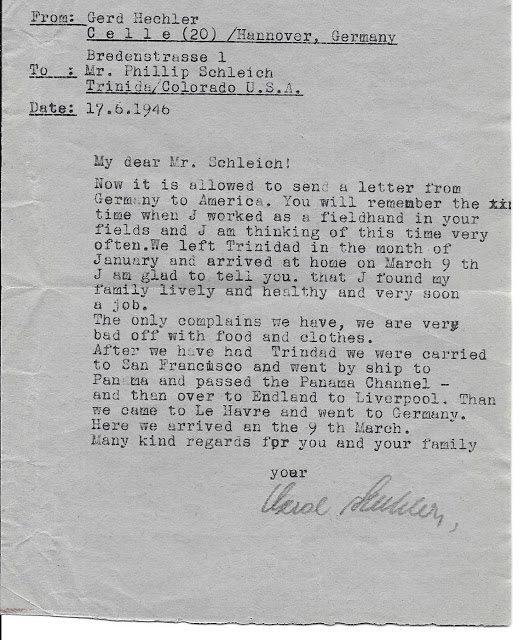 From: Gerd Hechler
C e l l e (20) /Hannover, Germany
Bredenstrasse 1
To : Mr. Phillip Schleich
Trinida/Colorado U.S.A.
Date: 17.6.1946
My dear Mr. Schleich!
Now it is allowed to send a letter from
Germany to America. You will remember the
time when J worked as a fieldhand in your
fields and J am thinking of this time very
often.We left Trinidad in the month of
January and arrived at home on March 9 th
J am glad to tell you. that J found my
family lively and healthy and very soon
a job.
The only complains we have, we are very
bad off with food and clothes.
After we have had Trindad we were carried
to San Francisco and went by ship to
Panama and passed the Panama Channel -
and than over to Endland to Liverpool. Than
we came to Le Havre and went to Germany.
Here we arrived an the 9 th March.
Many kind regards for you and your family
your
Hechler,